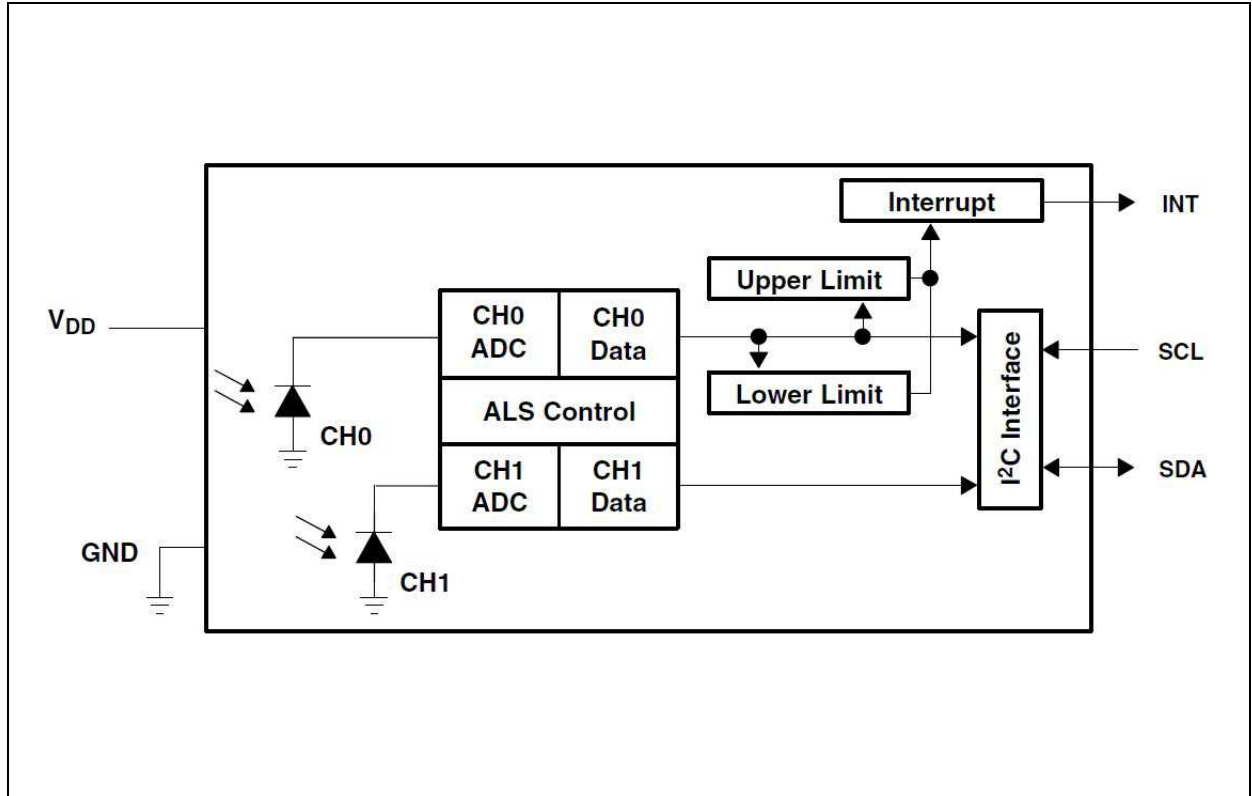 Interrupt
INT
Upper Limit
V_DD
CH0
ADC
CH0
Data
SCL
Lower Limit
ALS Control
CH0
I²C Interface
CH1
ADC
CH1
Data
SDA
GND
CH1